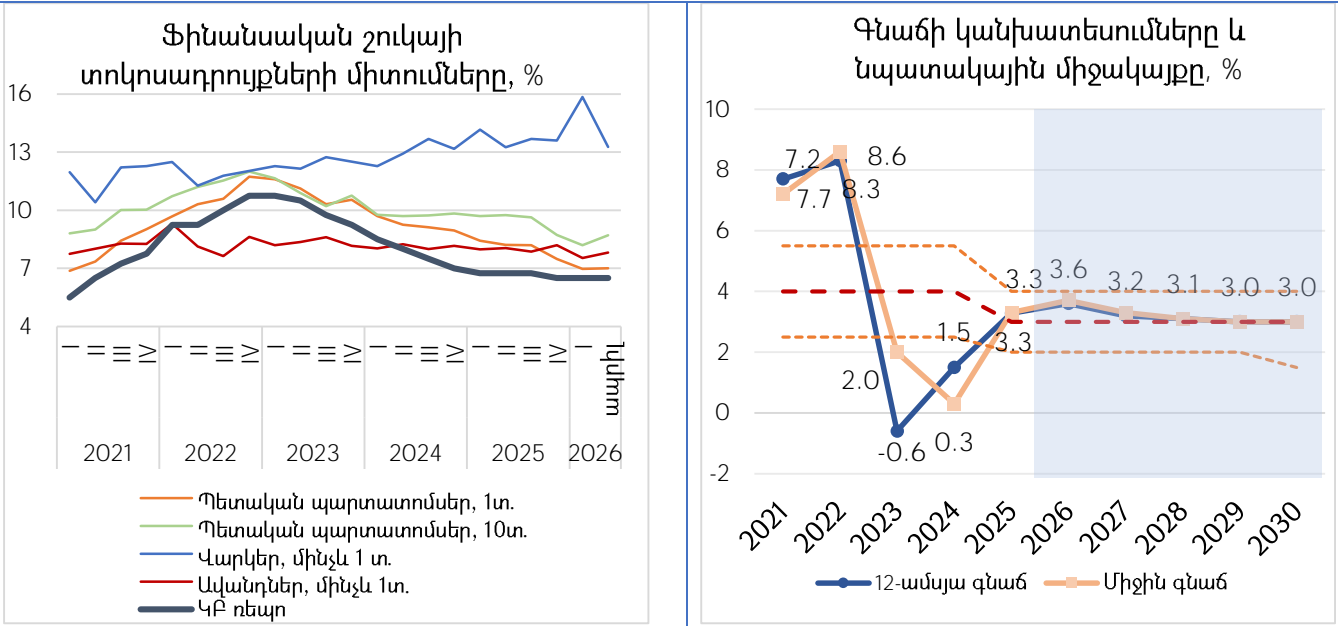 Ֆինանսական շուկայի
տոկոսադրույքների միտումները, %
16
13
10
7
4
I II III IV I II III IV I II III IV I II III IV I II III IV I ապրիլ
2021 2022 2023 2024 2025 2026
Պետական պարտատոմսեր, 1տ.
Պետական պարտատոմսեր, 10տ.
Վարկեր, մինչև 1 տ.
Ավանդներ, մինչև 1տ.
ԿԲ ռեպո
Գնաճի կանխատեսումները և
նպատակային միջակայքը, %
10
8
6
4
2
0
-2
7.2 8.6
7.7 8.3
3.3 3.6 3.2 3.1 3.0 3.0
1.5 3.3
2.0
-0.6 0.3
2021 2022 2023 2024 2025 2026 2027 2028 2029 2030
12-ամսյա գնաճ Միջին գնաճ